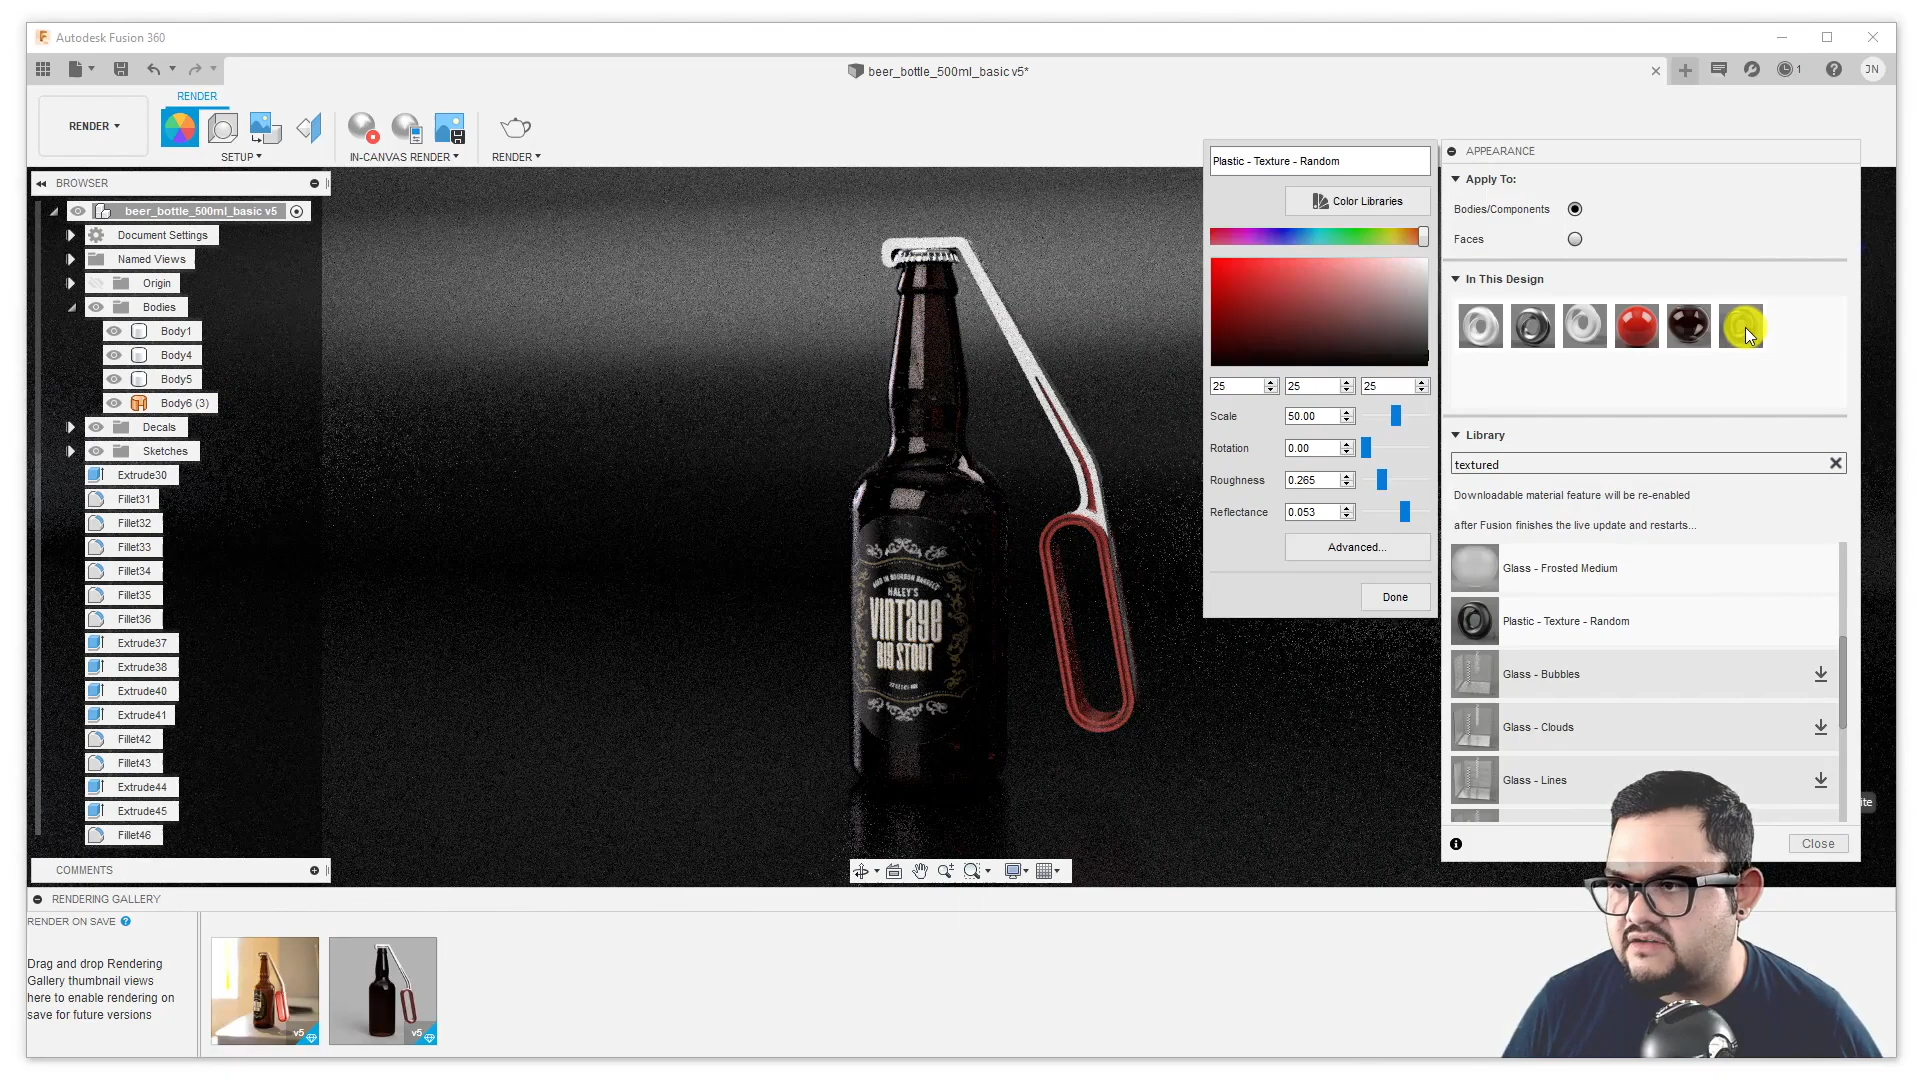 Autodesk Fusion 360
beer_bottle_500ml_basic v5*
1
JN
RENDER
RENDER
SETUP
IN-CANVAS RENDER
RENDER
BROWSER
beer_bottle_500ml_basic v5
Document Settings
Named Views
Origin
Bodies
Body1
Body4
Body5
Body6 (3)
Decals
Sketches
Extrude30
Fillet31
Fillet32
Fillet33
Fillet34
Fillet35
Fillet36
Extrude37
Extrude38
Extrude40
Extrude41
Fillet42
Fillet43
Extrude44
Extrude45
Fillet46
COMMENTS
AGED IN BOURBON BARRELS
HALEY'S
VINTAGE
BIG STOUT
Plastic - Texture - Random
Color Libraries
25 25 25
Scale 50.00
Rotation 0.00
Roughness 0.265
Reflectance 0.053
Advanced...
Done
APPEARANCE
Apply To:
Bodies/Components
Faces
In This Design
Library
textured
Downloadable material feature will be re-enabled
after Fusion finishes the live update and restarts...
Glass - Frosted Medium
Plastic - Texture - Random
Glass - Bubbles
Glass - Clouds
Glass - Lines
Close
RENDERING GALLERY
RENDER ON SAVE
Drag and drop Rendering
Gallery thumbnail views
here to enable rendering on
save for future versions
v5
v5